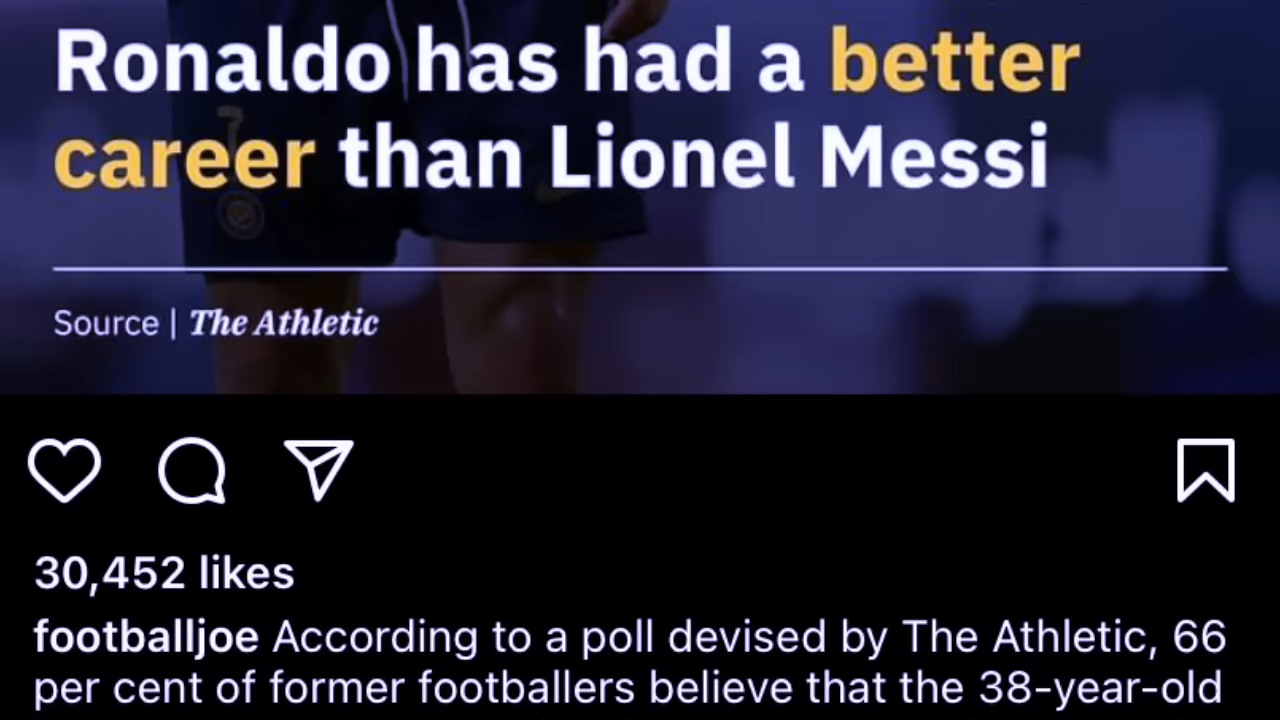 Ronaldo has had a better
career than Lionel Messi
7
Source | The Athletic
30,452 likes
footballjoe According to a poll devised by The Athletic, 66
per cent of former footballers believe that the 38-year-old